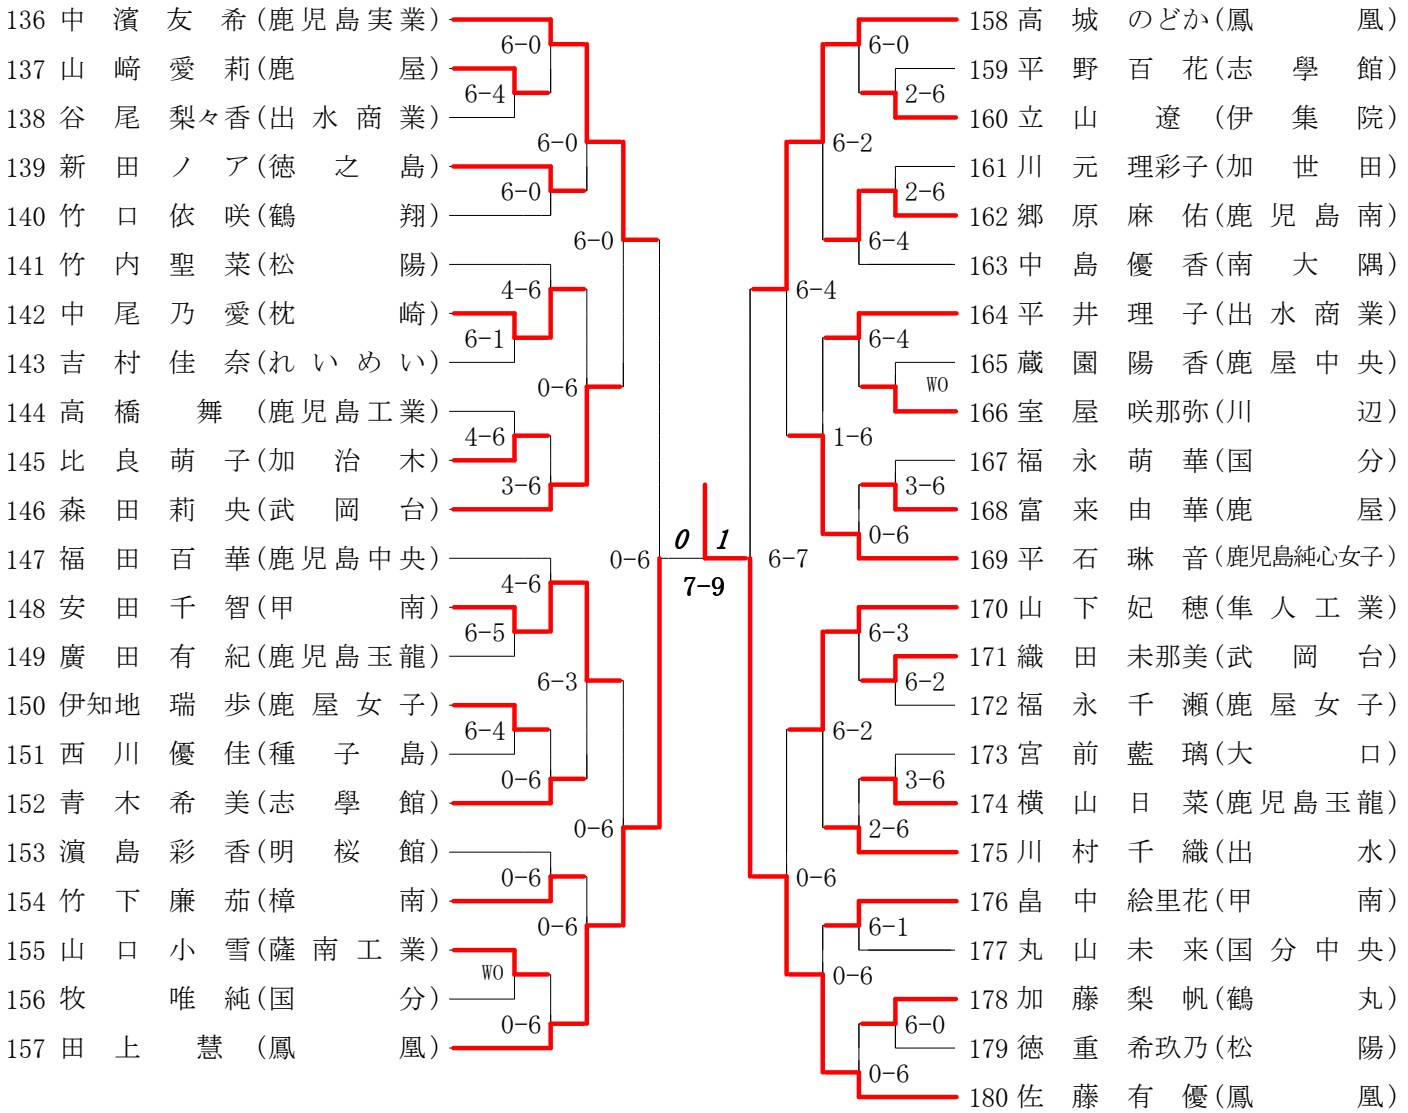 136 中濱友希(鹿児島実業)
6-0
137 山﨑愛莉(鹿屋)
6-4
138 谷尾梨々香(出水商業)
6-0
139 新田ノア(徳之島)
6-0
140 竹口依咲(鶴翔)
6-0
141 竹内聖菜(松陽)
4-6
142 中尾乃愛(枕崎)
6-1
143 吉村佳奈(れいめい)
0-6
144 高橋舞(鹿児島工業)
4-6
145 比良萌子(加治木)
3-6
146 森田莉央(武岡台)
0-6
147 福田百華(鹿児島中央)
4-6
148 安田千智(甲南)
6-5
149 廣田有紀(鹿児島玉龍)
6-3
150 伊知地瑞歩(鹿屋女子)
6-4
151 西川優佳(種子島)
0-6
152 青木希美(志學館)
0-6
153 濵島彩香(明桜館)
0-6
154 竹下廉茄(樟南)
0-6
155 山口小雪(薩南工業)
WO
156 牧唯純(国分)
0-6
157 田上慧(鳳凰)
0 1
7-9
158 高城のどか(鳳凰)
6-0
159 平野百花(志學館)
2-6
160 立山遼(伊集院)
6-2
161 川元理彩子(加世田)
2-6
162 郷原麻佑(鹿児島南)
6-4
163 中島優香(南大隅)
6-4
164 平井理子(出水商業)
6-4
165 蔵園陽香(鹿屋中央)
WO
166 室屋咲那弥(川辺)
1-6
167 福永萌華(国分)
3-6
168 富来由華(鹿屋)
0-6
169 平石琳音(鹿児島純心女子)
6-7
170 山下妃穂(隼人工業)
6-3
171 織田未那美(武岡台)
6-2
172 福永千瀬(鹿屋女子)
6-2
173 宮前藍璃(大口)
3-6
174 横山日菜(鹿児島玉龍)
2-6
175 川村千織(出水)
0-6
176 畠中絵里花(甲南)
6-1
177 丸山未来(国分中央)
0-6
178 加藤梨帆(鶴丸)
6-0
179 徳重希玖乃(松陽)
0-6
180 佐藤有優(鳳凰)